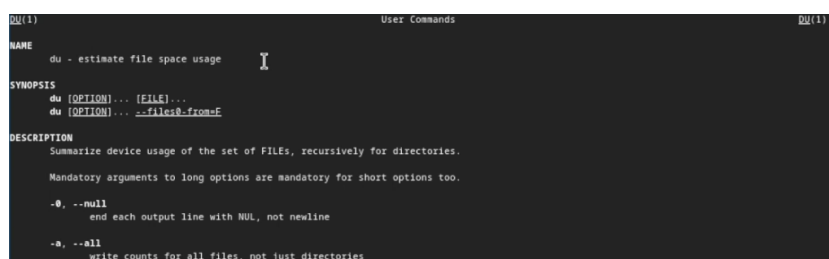 DU(1) User Commands DU(1)
NAME
du - estimate file space usage
SYNOPSIS
du [OPTION]... [FILE]...
du [OPTION]... --files0-from=F
DESCRIPTION
Summarize device usage of the set of FILEs, recursively for directories.
Mandatory arguments to long options are mandatory for short options too.
-0, --null
end each output line with NUL, not newline
-a, --all
write counts for all files, not just directories